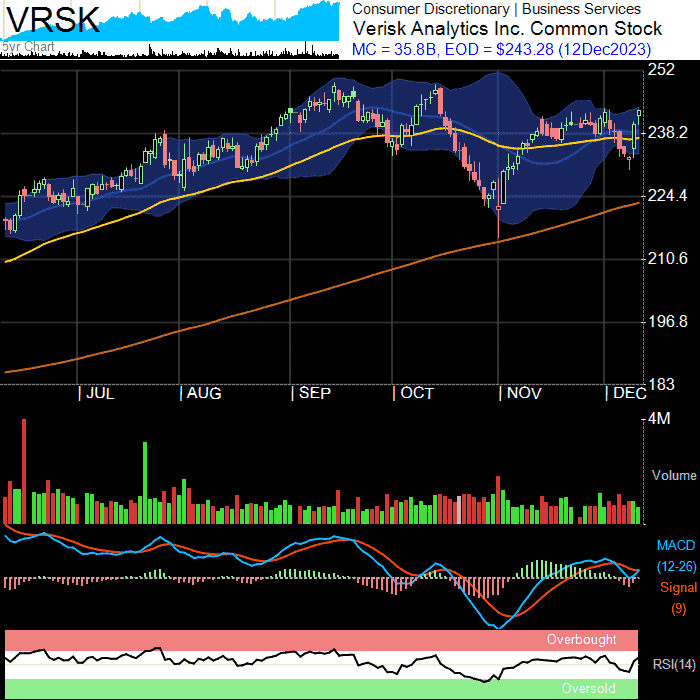 VRSK
5yr Chart
Consumer Discretionary | Business Services
Verisk Analytics Inc. Common Stock
MC = 35.8B, EOD = $243.28 (12Dec2023)
252
238.2
224.4
210.6
196.8
183
JUL AUG SEP OCT NOV DEC
4M
Volume
MACD
(12-26)
Signal
(9)
Overbought
RSI(14)
Oversold